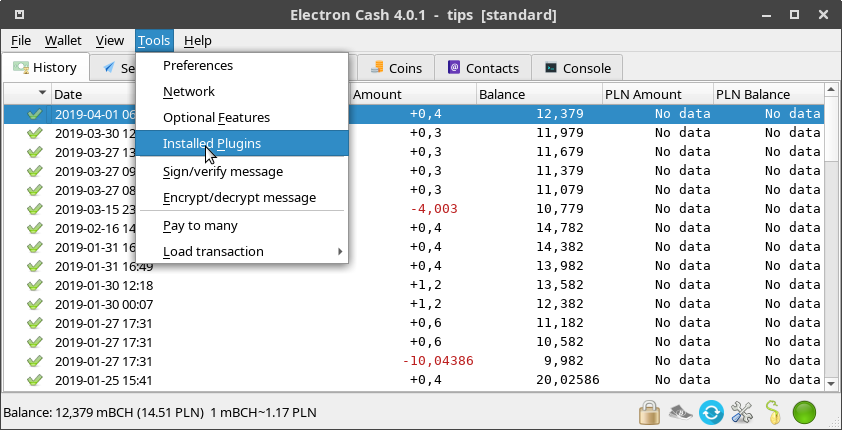 Electron Cash 4.0.1 - tips [standard]
File Wallet View Tools Help
History Se Coins Contacts Console
Preferences
Network
Optional Features
Installed Plugins
Sign/verify message
Encrypt/decrypt message
Pay to many
Load transaction
Date Amount Balance PLN Amount PLN Balance
2019-04-01 06 +0,4 12,379 No data No data
2019-03-30 12 +0,3 11,979 No data No data
2019-03-27 13 +0,3 11,679 No data No data
2019-03-27 09 +0,3 11,379 No data No data
2019-03-27 08 +0,3 11,079 No data No data
2019-03-15 23 -4,003 10,779 No data No data
2019-02-16 14 +0,4 14,782 No data No data
2019-01-31 16 +0,4 14,382 No data No data
2019-01-31 16:49 +0,4 13,982 No data No data
2019-01-30 12:18 +1,2 13,582 No data No data
2019-01-30 00:07 +1,2 12,382 No data No data
2019-01-27 17:31 +0,6 11,182 No data No data
2019-01-27 17:31 +0,6 10,582 No data No data
2019-01-27 17:31 -10,04386 9,982 No data No data
2019-01-25 15:41 +0,4 20,02586 No data No data
Balance: 12,379 mBCH (14.51 PLN) 1 mBCH~1.17 PLN